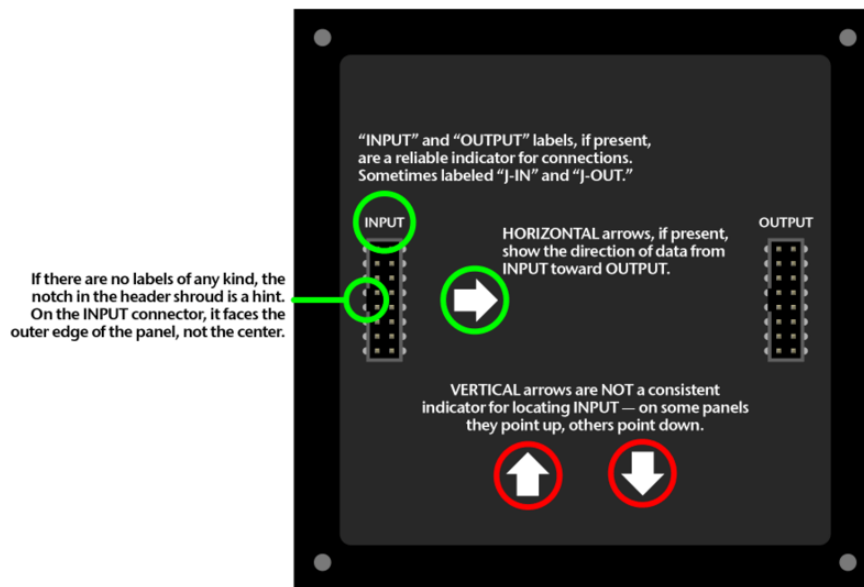 “INPUT” and “OUTPUT” labels, if present,
are a reliable indicator for connections.
Sometimes labeled “J-IN” and “J-OUT.”
INPUT
OUTPUT
HORIZONTAL arrows, if present,
show the direction of data from
INPUT toward OUTPUT.
If there are no labels of any kind, the
notch in the header shroud is a hint.
On the INPUT connector, it faces the
outer edge of the panel, not the center.
VERTICAL arrows are NOT a consistent
indicator for locating INPUT — on some panels
they point up, others point down.